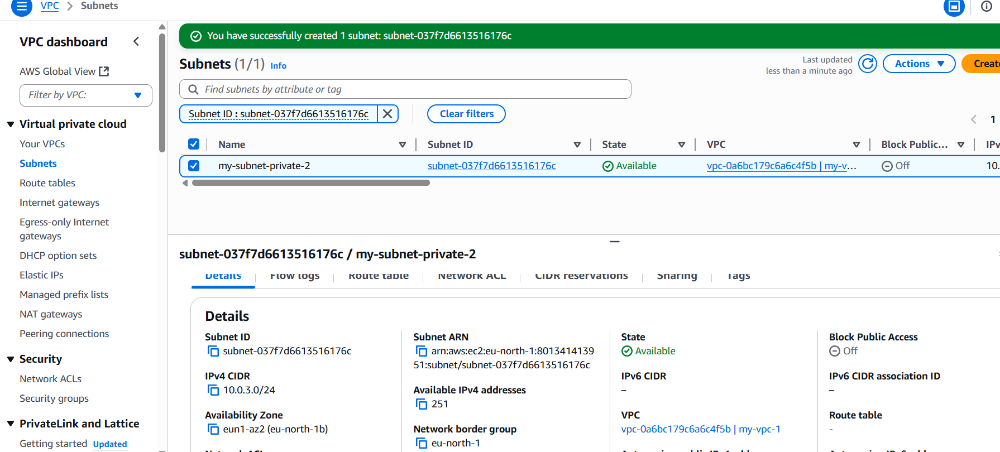 VPC > Subnets
VPC dashboard
AWS Global View
Filter by VPC:
Virtual private cloud
Your VPCs
Subnets
Route tables
Internet gateways
Egress-only Internet
gateways
DHCP option sets
Elastic IPs
Managed prefix lists
NAT gateways
Peering connections
Security
Network ACLs
Security groups
PrivateLink and Lattice
Getting started Updated
You have successfully created 1 subnet: subnet-037f7d6613516176c
Subnets (1/1) Info
Last updated
less than a minute ago
Actions
Create
Find subnets by attribute or tag
Subnet ID : subnet-037f7d6613516176c
Clear filters
1
Name Subnet ID State VPC Block Public... IPv
my-subnet-private-2 subnet-037f7d6613516176c Available vpc-0a6bc179c6a6c4f5b | my-v... Off 10.
subnet-037f7d6613516176c / my-subnet-private-2
Details Flow logs Route table Network ACL CIDR reservations Sharing Tags
Details
Subnet ID
subnet-037f7d6613516176c
IPv4 CIDR
10.0.3.0/24
Availability Zone
eun1-az2 (eu-north-1b)
Subnet ARN
arn:aws:ec2:eu-north-1:8013414139
51:subnet/subnet-037f7d6613516176c
Available IPv4 addresses
251
Network border group
eu-north-1
State
Available
IPv6 CIDR
–
VPC
vpc-0a6bc179c6a6c4f5b | my-vpc-1
Block Public Access
Off
IPv6 CIDR association ID
–
Route table
-